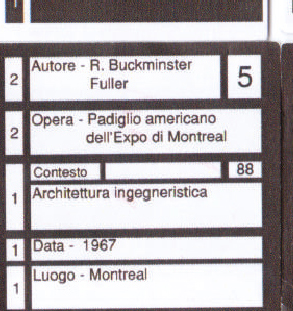 1
2 Autore - R. Buckminster
Fuller 5
2 Opera - Padiglio americano
dell'Expo di Montreal
Contesto 88
1 Architettura ingegneristica
1 Data - 1967
1 Luogo - Montreal